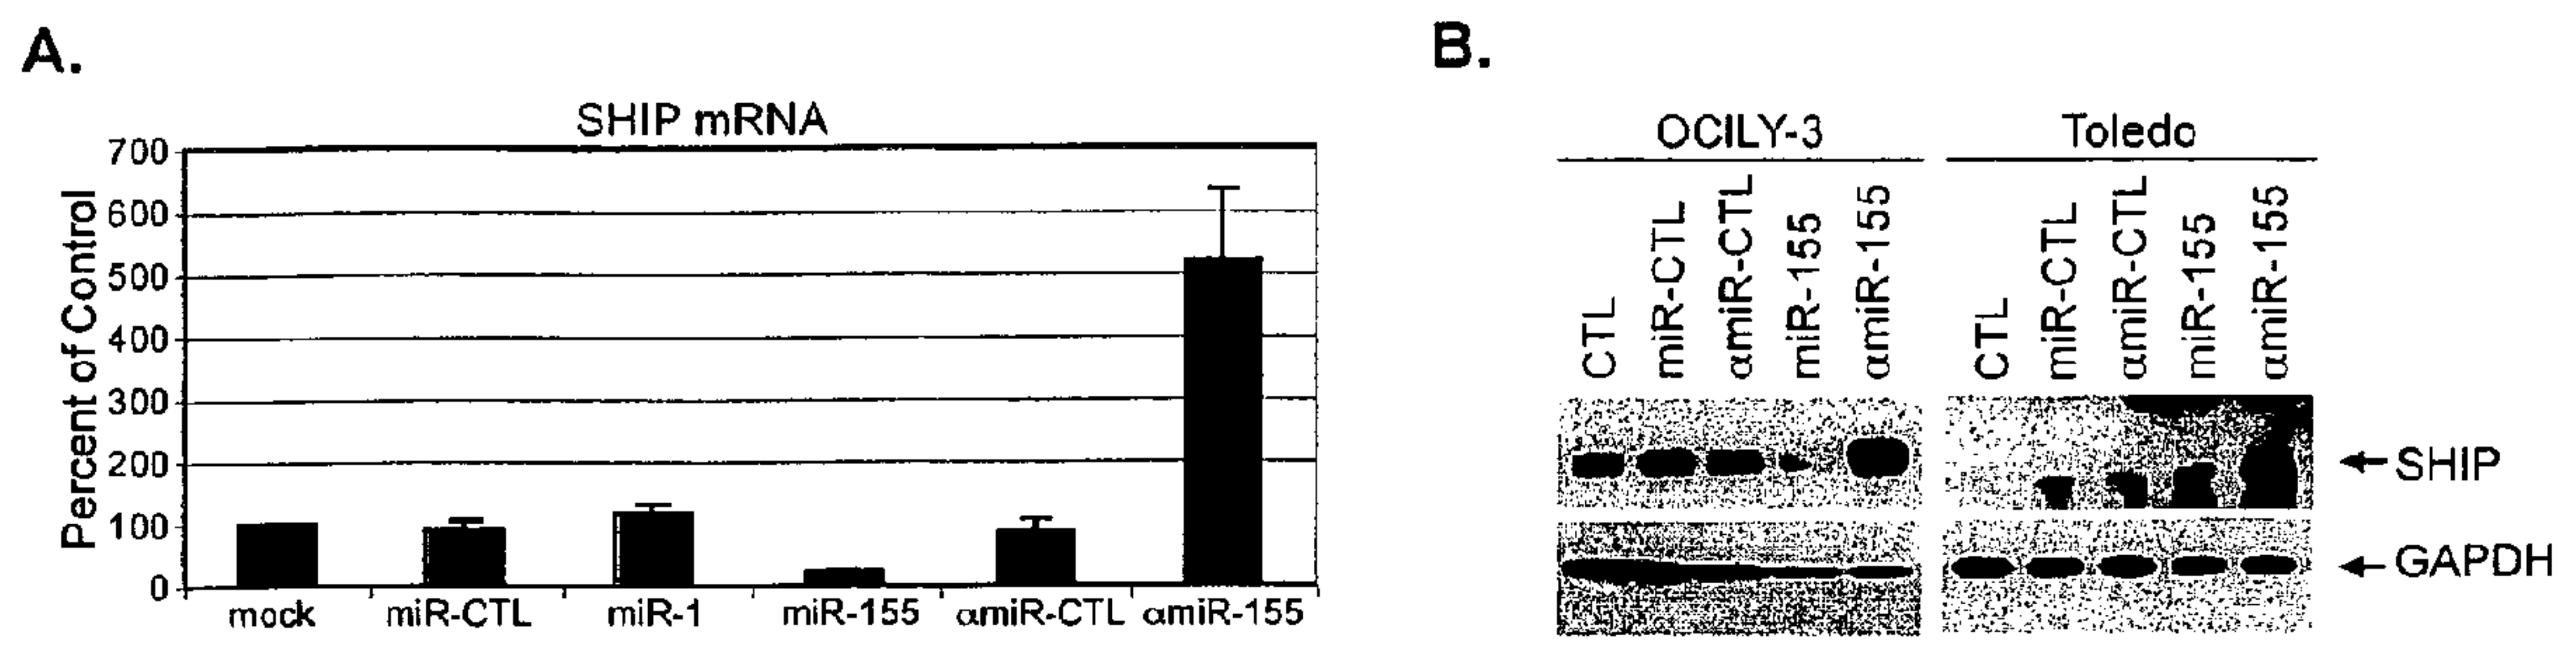 A.
SHIP mRNA
Percent of Control
700
600
500
400
300
200
100
0
mock miR-CTL miR-1 miR-155 αmiR-CTL αmiR-155
B.
OCILY-3 Toledo
CTL miR-CTL αmiR-CTL miR-155 αmiR-155 CTL miR-CTL αmiR-CTL miR-155 αmiR-155
SHIP
GAPDH